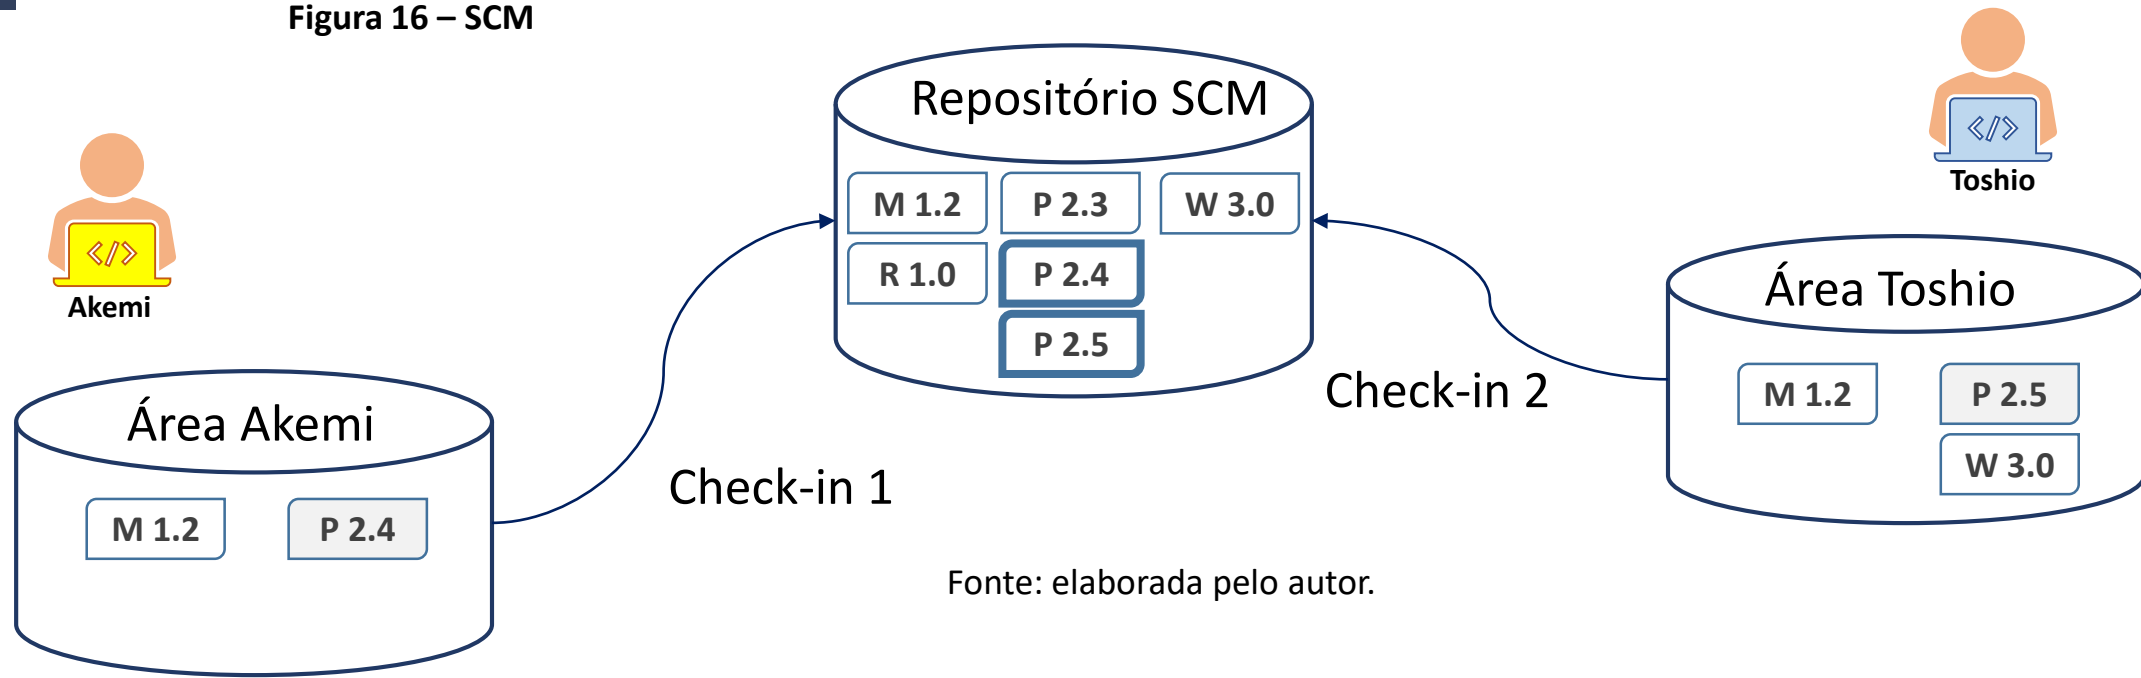 Figura 16 – SCM
Repositório SCM
M 1.2 P 2.3 W 3.0
R 1.0 P 2.4
P 2.5
</>
Akemi
</>
Toshio
Área Akemi
M 1.2 P 2.4
Check-in 1
Check-in 2
Área Toshio
M 1.2 P 2.5
W 3.0
Fonte: elaborada pelo autor.